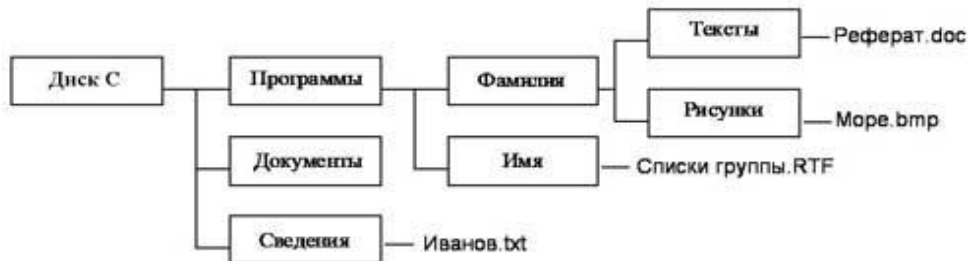 Тексты
Реферат.doc
Диск С
Программы
Фамилия
Рисунки
Море.bmp
Документы
Имя
Списки группы.RTF
Сведения
Иванов.txt